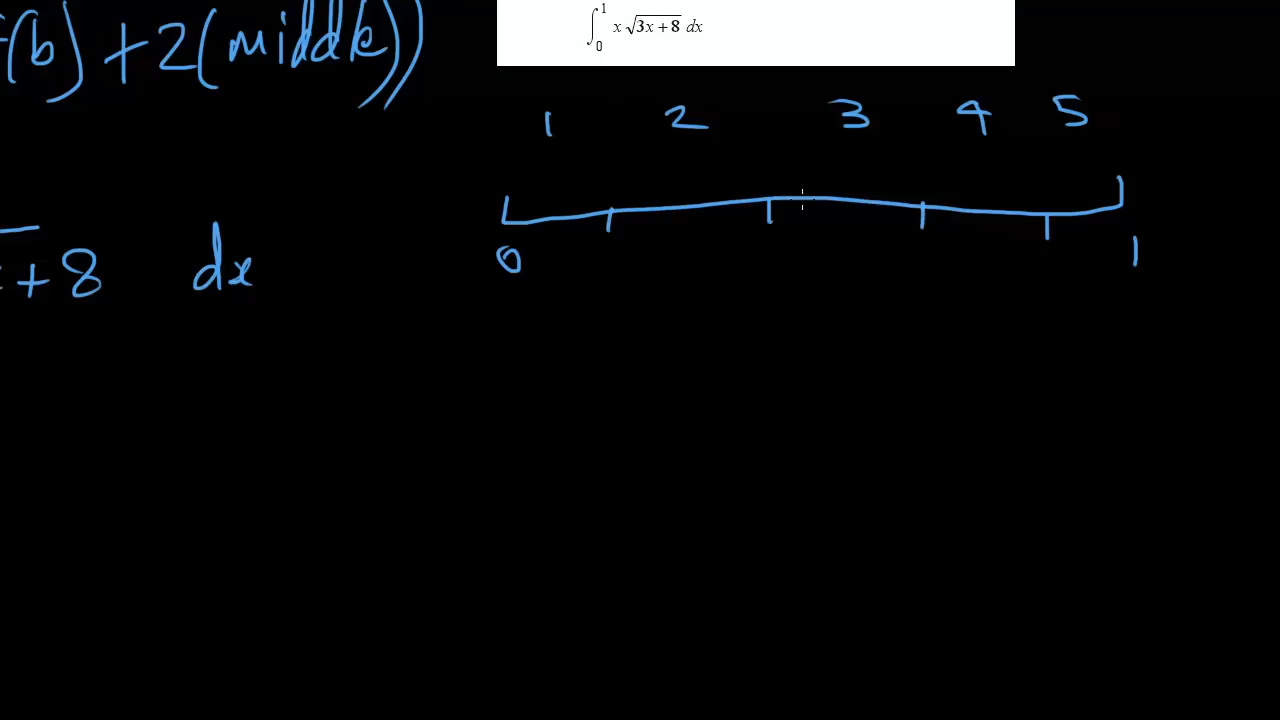 (b) + 2 (middle))
∫₀¹ x √3x + 8 dx
1 2 3 4 5
+ 8 dx
0 1